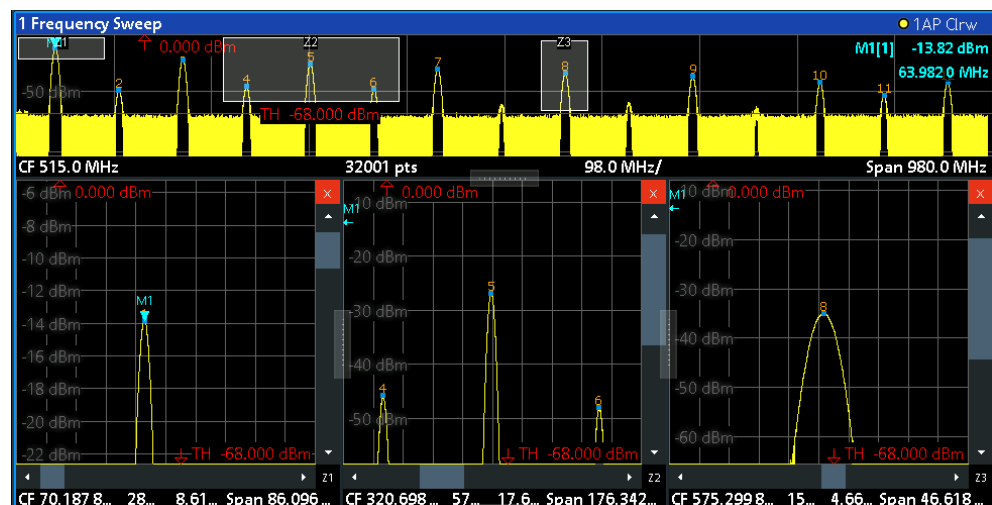 1 Frequency Sweep
1AP Clrw
0.000 dBm
Z2
Z3
M1[1] -13.82 dBm
63.982 0 MHz
2
4
5
6
7
8
9
10
11
-50 dBm
TH -68.000 dBm
CF 515.0 MHz 32001 pts 98.0 MHz/ Span 980.0 MHz
-6 dBm
0.000 dBm
x
-8 dBm
-10 dBm
-12 dBm
M1
-14 dBm
-16 dBm
-18 dBm
-20 dBm
-22 dBm
TH -68.000 dBm
Z1
CF 70.187 8... 28... 8.61... Span 86.096...
M1
-10 dBm
0.000 dBm
x
-20 dBm
5
-30 dBm
-40 dBm
4
6
-50 dBm
TH -68.000 dBm
Z2
CF 320.698... 57... 17.6... Span 176.342...
M1
-10 dBm
0.000 dBm
x
-20 dBm
-30 dBm
8
-40 dBm
-50 dBm
-60 dBm
TH -68.000 dBm
Z3
CF 575.299 8... 15... 4.66... Span 46.618...